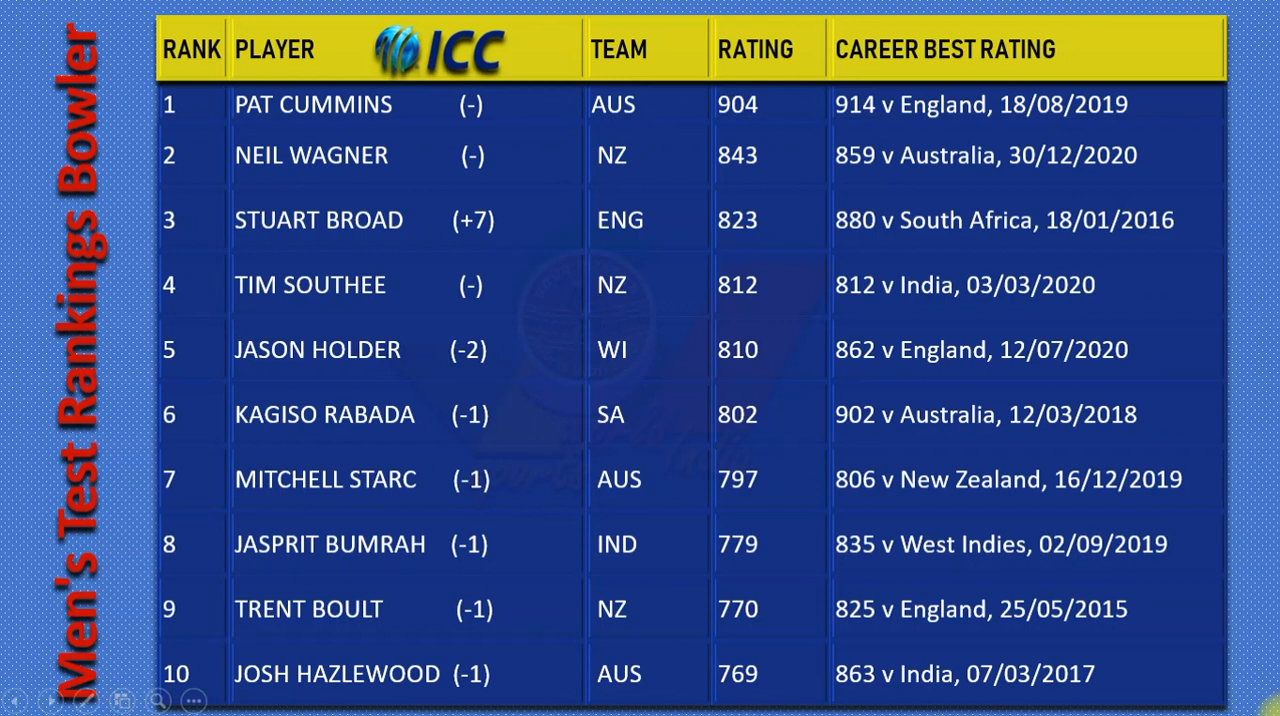 Men's Test Rankings Bowler
RANK PLAYER ICC TEAM RATING CAREER BEST RATING
1 PAT CUMMINS (-) AUS 904 914 v England, 18/08/2019
2 NEIL WAGNER (-) NZ 843 859 v Australia, 30/12/2020
3 STUART BROAD (+7) ENG 823 880 v South Africa, 18/01/2016
4 TIM SOUTHEE (-) NZ 812 812 v India, 03/03/2020
5 JASON HOLDER (-2) WI 810 862 v England, 12/07/2020
6 KAGISO RABADA (-1) SA 802 902 v Australia, 12/03/2018
7 MITCHELL STARC (-1) AUS 797 806 v New Zealand, 16/12/2019
8 JASPRIT BUMRAH (-1) IND 779 835 v West Indies, 02/09/2019
9 TRENT BOULT (-1) NZ 770 825 v England, 25/05/2015
10 JOSH HAZLEWOOD (-1) AUS 769 863 v India, 07/03/2017